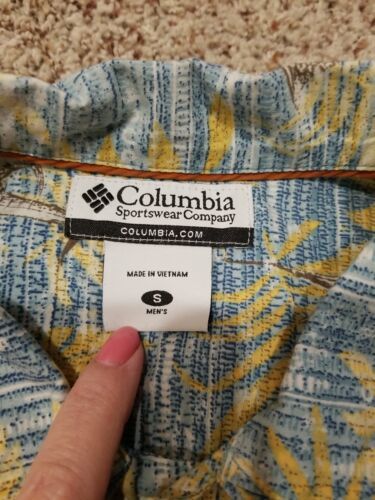 Columbia
Sportswear Company
COLUMBIA.COM
MADE IN VIETNAM
S
MEN'S